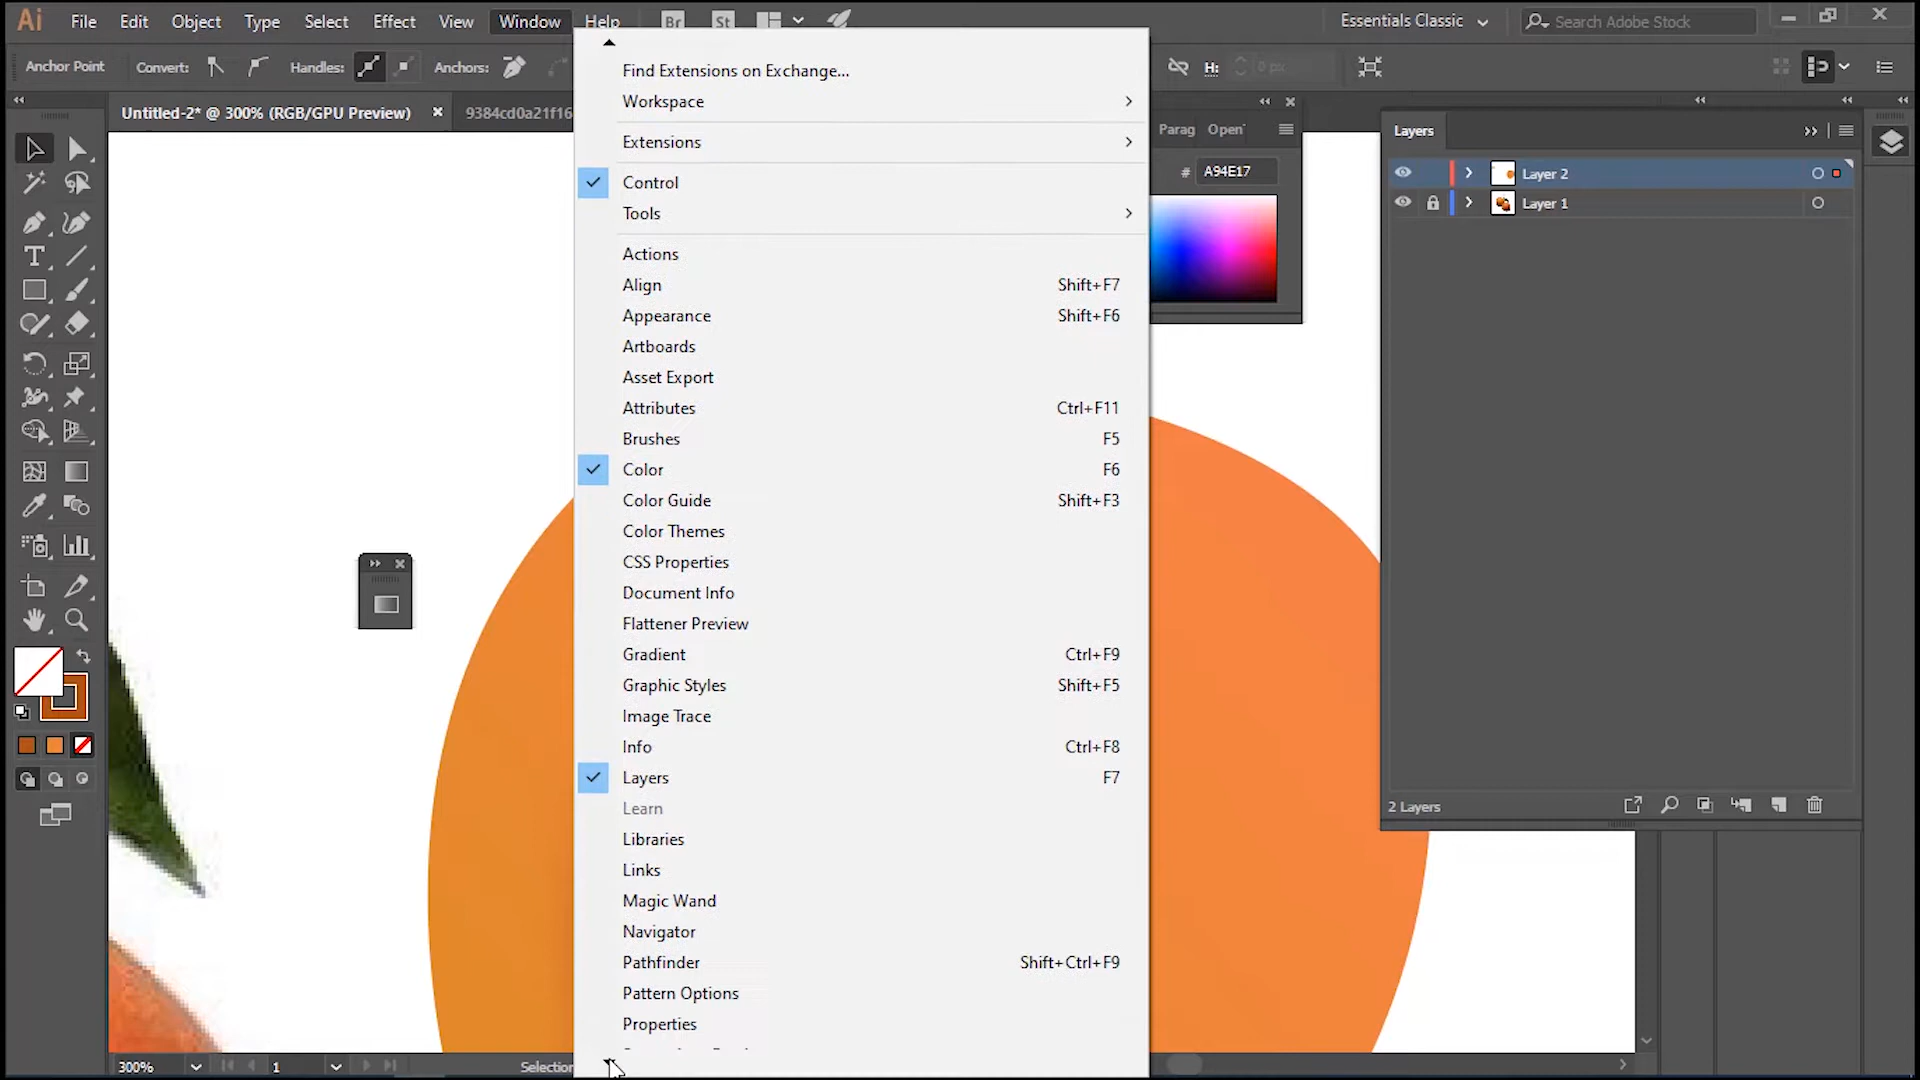 Ai File Edit Object Type Select Effect View Window Help Br St Essentials Classic Search Adobe Stock
Anchor Point Convert: Handles: Anchors: H: 0 px
Untitled-2* @ 300% (RGB/GPU Preview) 9384cd0a21f16
Find Extensions on Exchange...
Workspace
Extensions
Control
Tools
Actions
Align Shift+F7
Appearance Shift+F6
Artboards
Asset Export
Attributes Ctrl+F11
Brushes F5
Color F6
Color Guide Shift+F3
Color Themes
CSS Properties
Document Info
Flattener Preview
Gradient Ctrl+F9
Graphic Styles Shift+F5
Image Trace
Info Ctrl+F8
Layers F7
Learn
Libraries
Links
Magic Wand
Navigator
Pathfinder Shift+Ctrl+F9
Pattern Options
Properties
Parag Open
# A94E17
Layers
Layer 2
Layer 1
2 Layers
300% 1 Selection